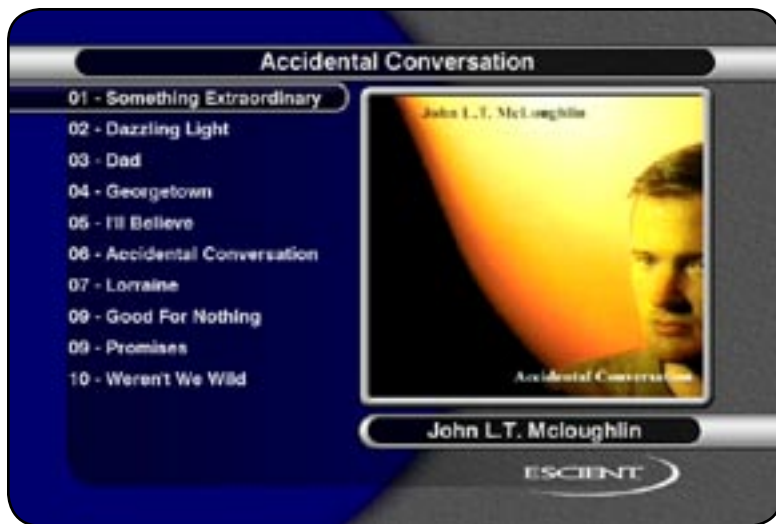 Accidental Conversation
01 - Something Extraordinary
02 - Dazzling Light
03 - Dad
04 - Georgetown
05 - I'll Believe
06 - Accidental Conversation
07 - Lorraine
09 - Good For Nothing
09 - Promises
10 - Weren't We Wild
John L.T. McLoughlin
Accidental Conversation
John L.T. Mcloughlin
ESCIENT